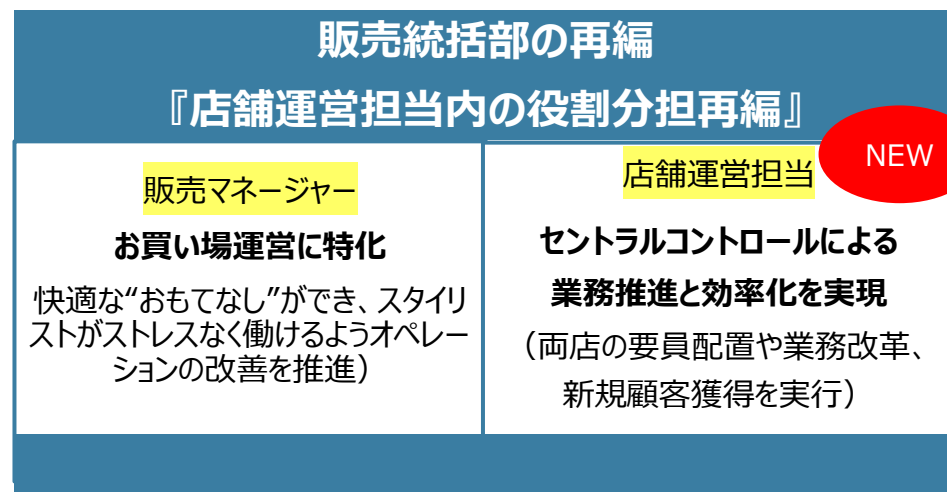 販売統括部の再編
『店舗運営担当内の役割分担再編』
NEW
販売マネージャー
お買い場運営に特化
快適な“おもてなし”ができ、スタイリ
ストがストレスなく働けるようオペレー
ションの改善を推進）
店舗運営担当
セントラルコントロールによる
業務推進と効率化を実現
（両店の要員配置や業務改革、
新規顧客獲得を実行）